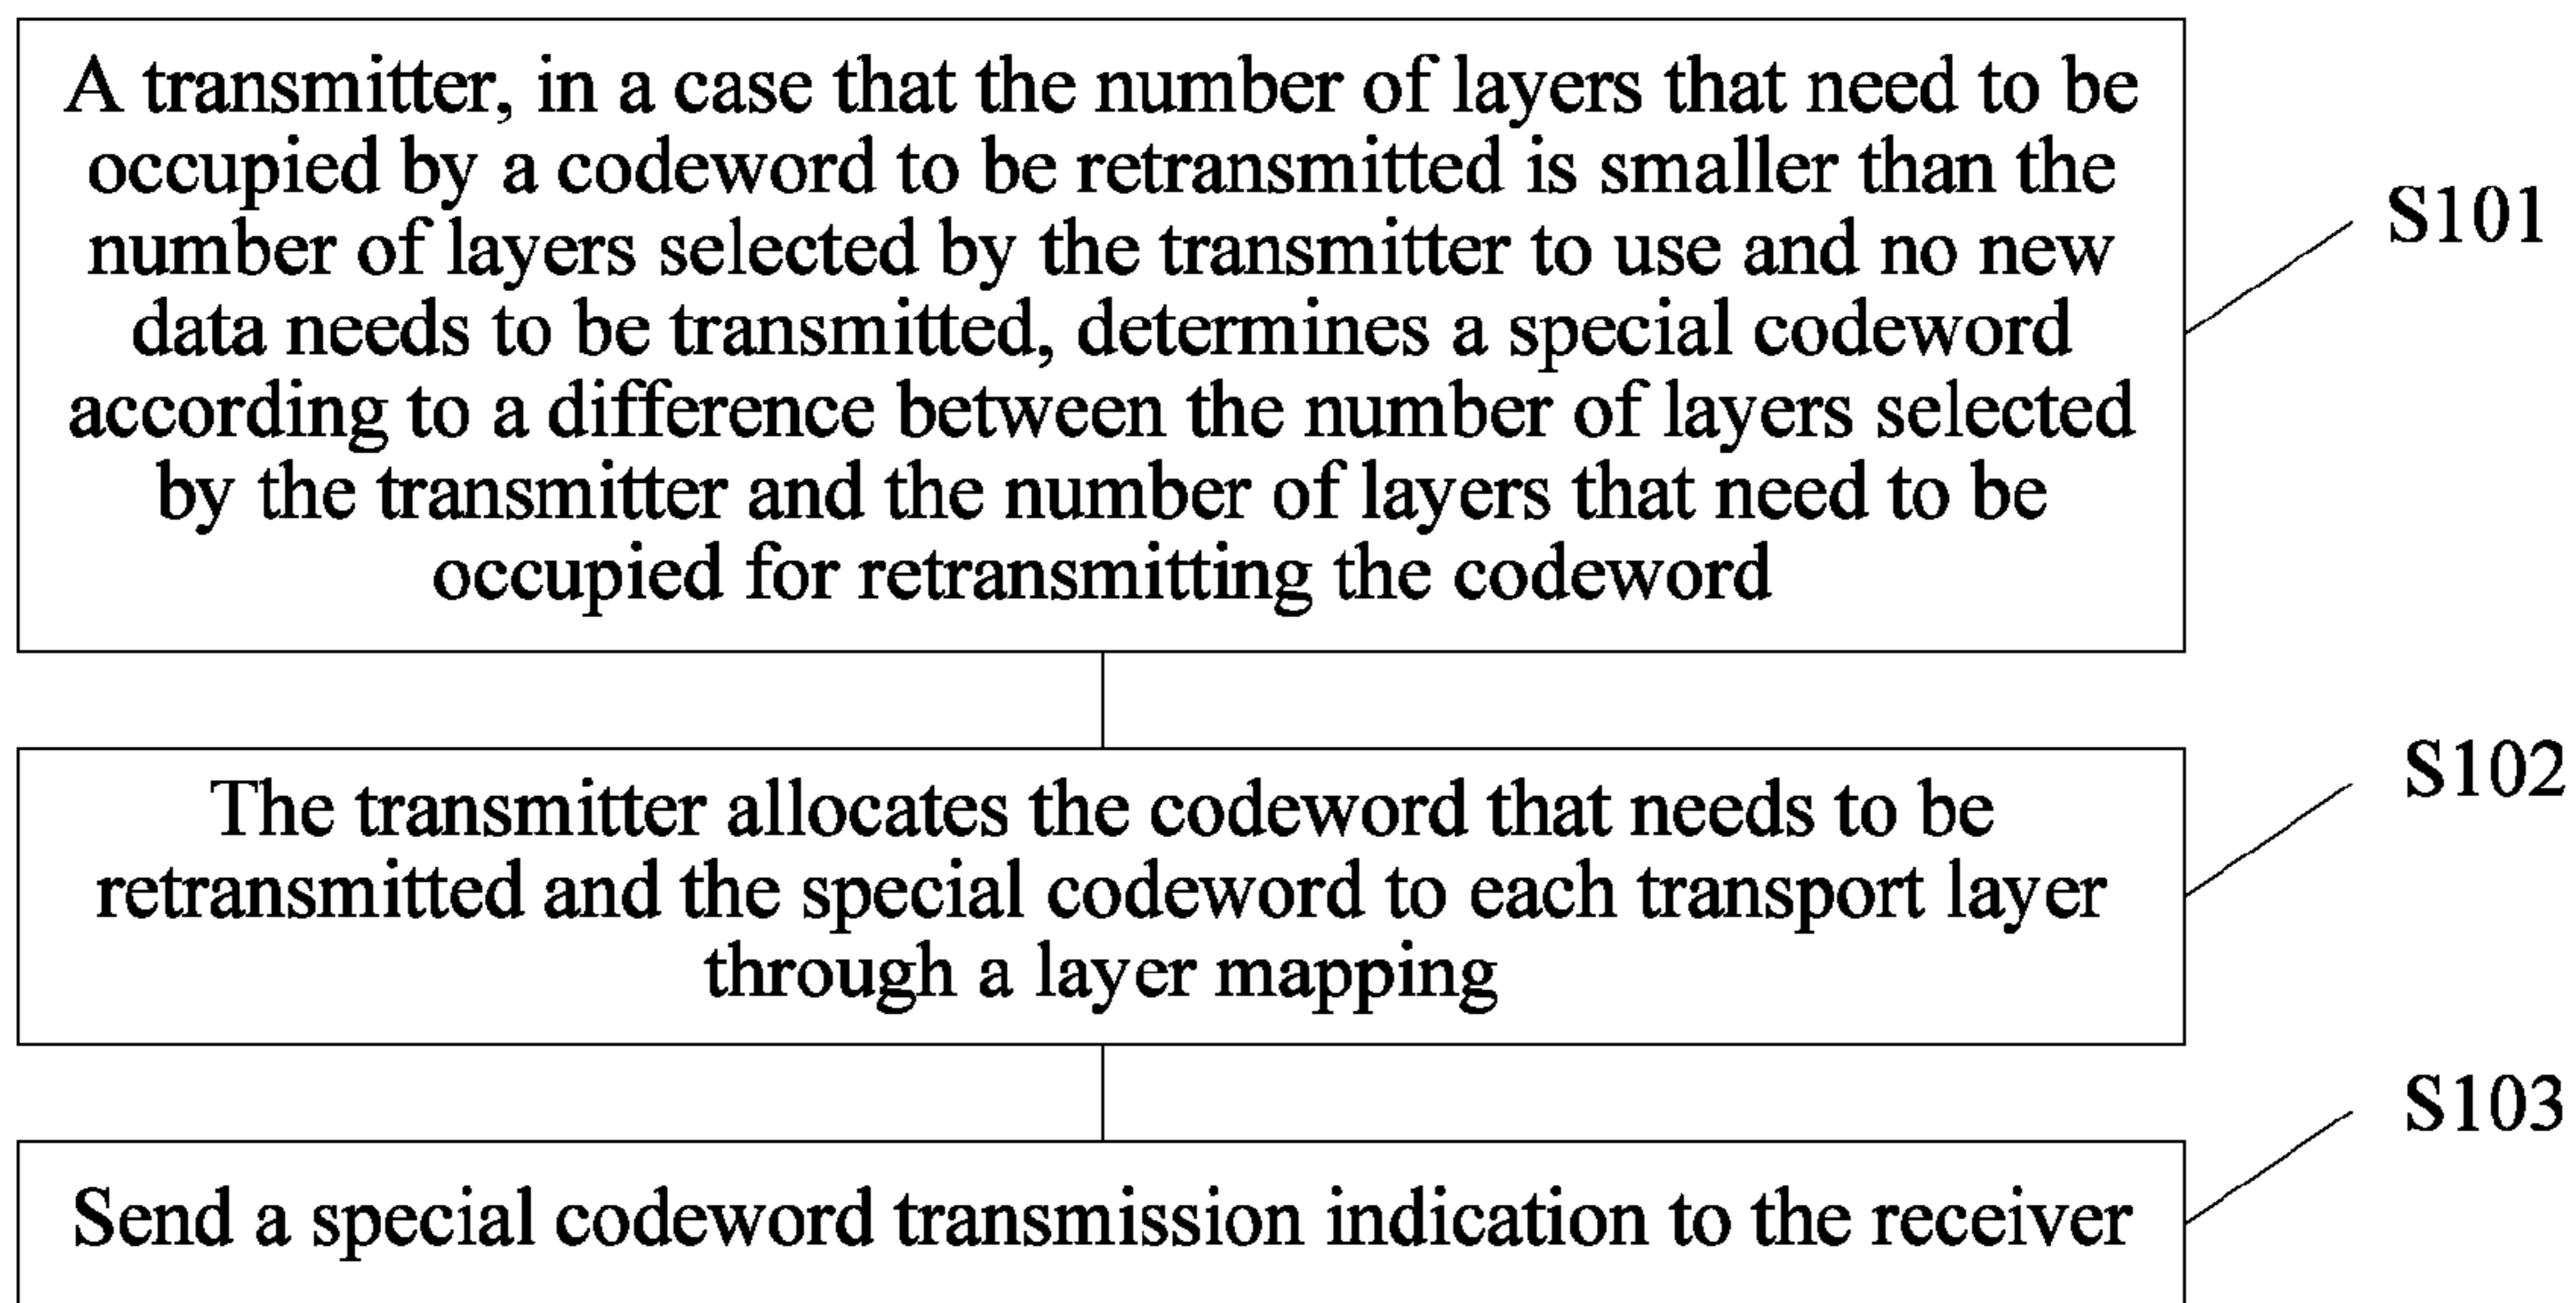 A transmitter, in a case that the number of layers that need to be
occupied by a codeword to be retransmitted is smaller than the
number of layers selected by the transmitter to use and no new
data needs to be transmitted, determines a special codeword
according to a difference between the number of layers selected
by the transmitter and the number of layers that need to be
occupied for retransmitting the codeword
S101
The transmitter allocates the codeword that needs to be
retransmitted and the special codeword to each transport layer
through a layer mapping
S102
Send a special codeword transmission indication to the receiver
S103